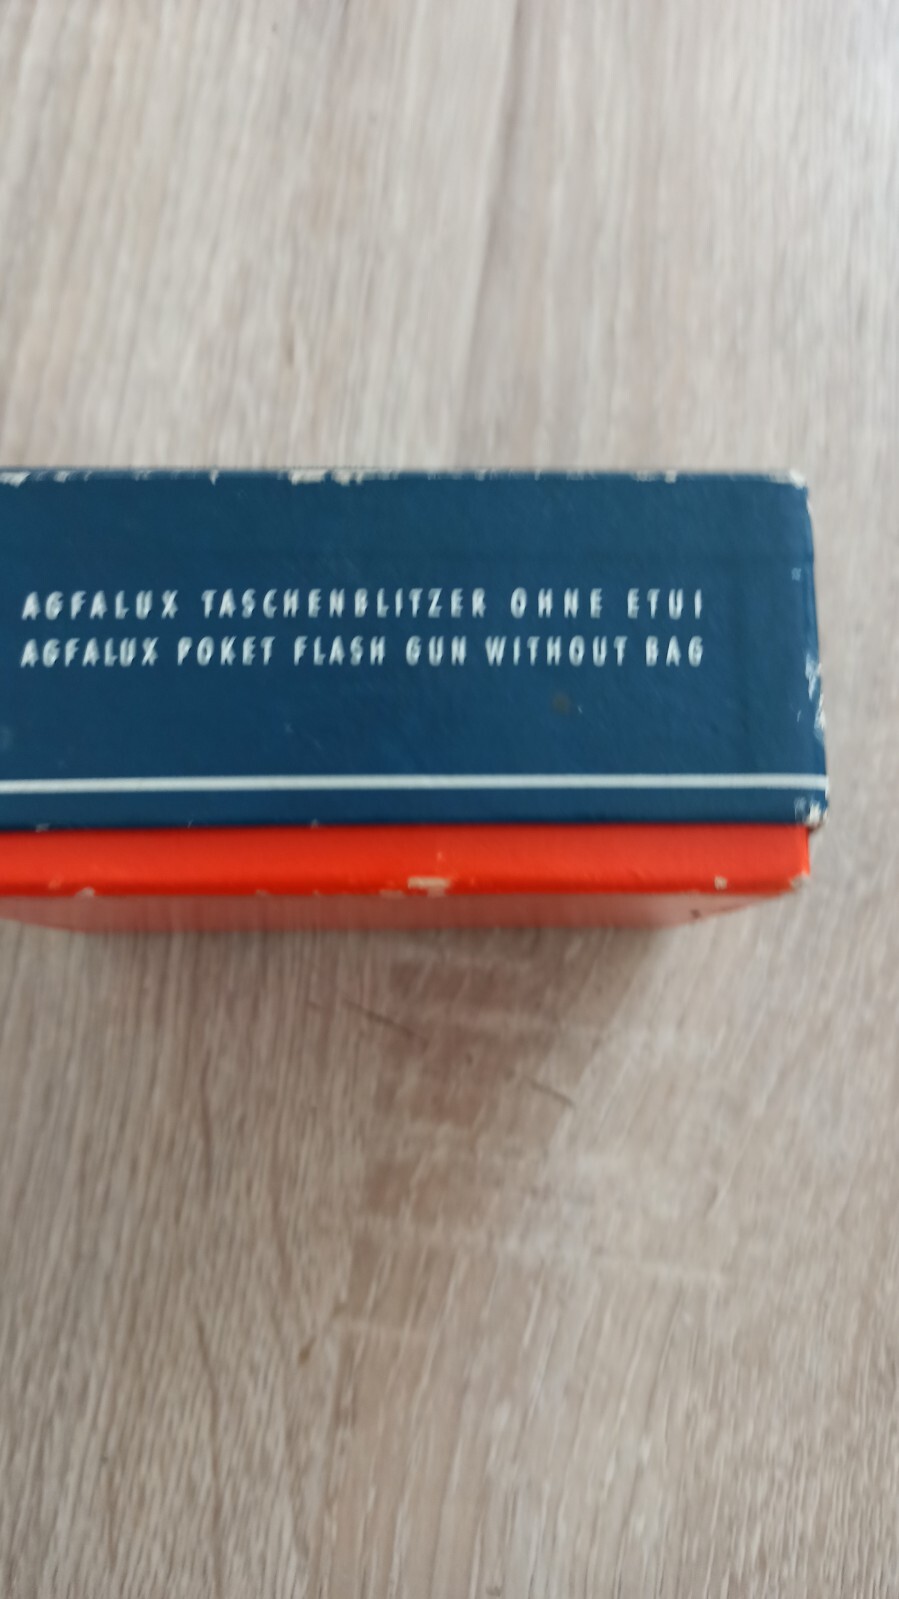 AGFALUX TASCHENBLITZER OHNE ETUI
AGFALUX POKET FLASH GUN WITHOUT BAG